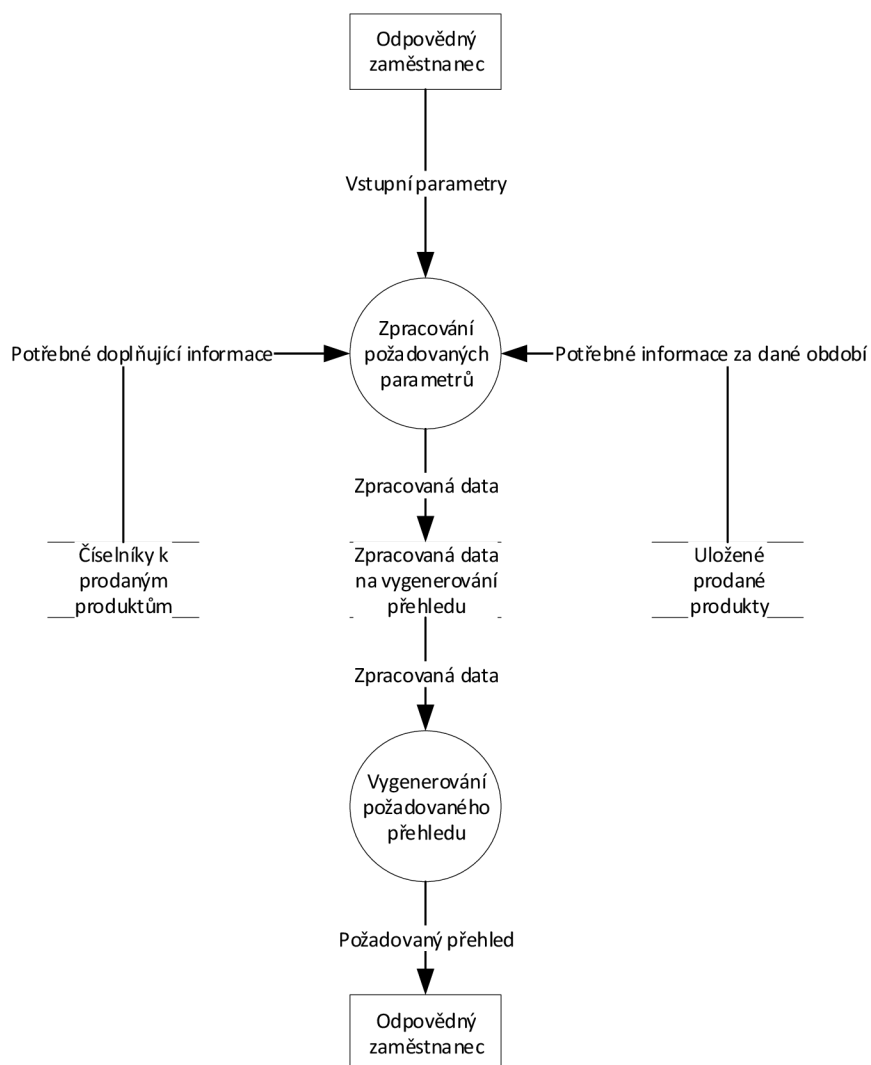 Odpovědný
zaměstnanec
Vstupní parametry
Zpracování
požadovaných
parametrů
Potřebné doplňující informace
Potřebné informace za dané období
Zpracovaná data
Číselníky k
prodaným
produktům
Zpracovaná data
na vygenerování
přehledu
Uložené
prodané
produkty
Zpracovaná data
Vygenerování
požadovaného
přehledu
Požadovaný přehled
Odpovědný
zaměstnanec